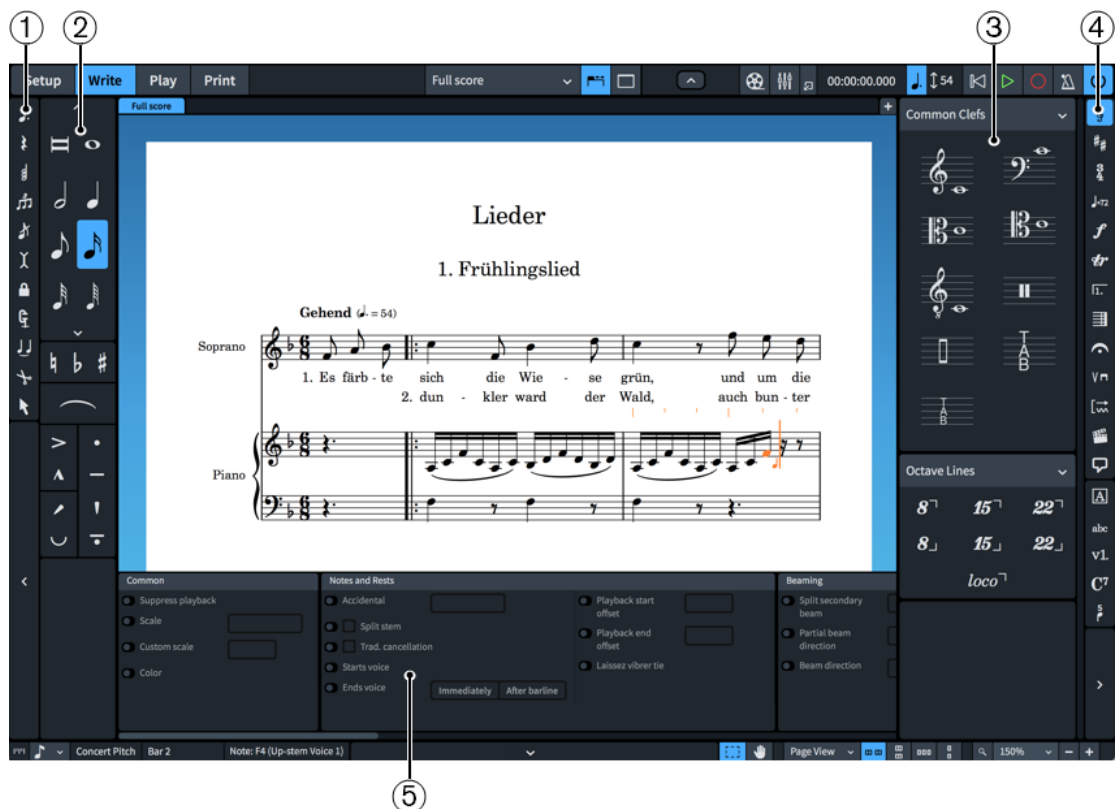 ① ② ③ ④
Setup Write Play Print Full score 00:00:00.000 54
Full score
Common Clefs
Lieder
1. Frühlingslied
Gehend (♩. = 54)
Soprano
1. Es färb - te sich die Wie - se grün, und um die
2. dun - kler ward der Wald, auch bun - ter
Piano
T
A
B
T
A
B
Octave Lines
8 15 22
8 15 22
loco
♩=72
f
tr
1.
A
abc
v1.
C7
5
Common
Suppress playback
Scale
Custom scale
Color
Notes and Rests
Accidental
Split stem
Trad. cancellation
Starts voice
Ends voice
Immediately After barline
Playback start
offset
Playback end
offset
Laissez vibrer tie
Beaming
Split secondary
beam
Partial beam
direction
Beam direction
Concert Pitch Bar 2 Note: F4 (Up-stem Voice 1) Page View 150%
⑤